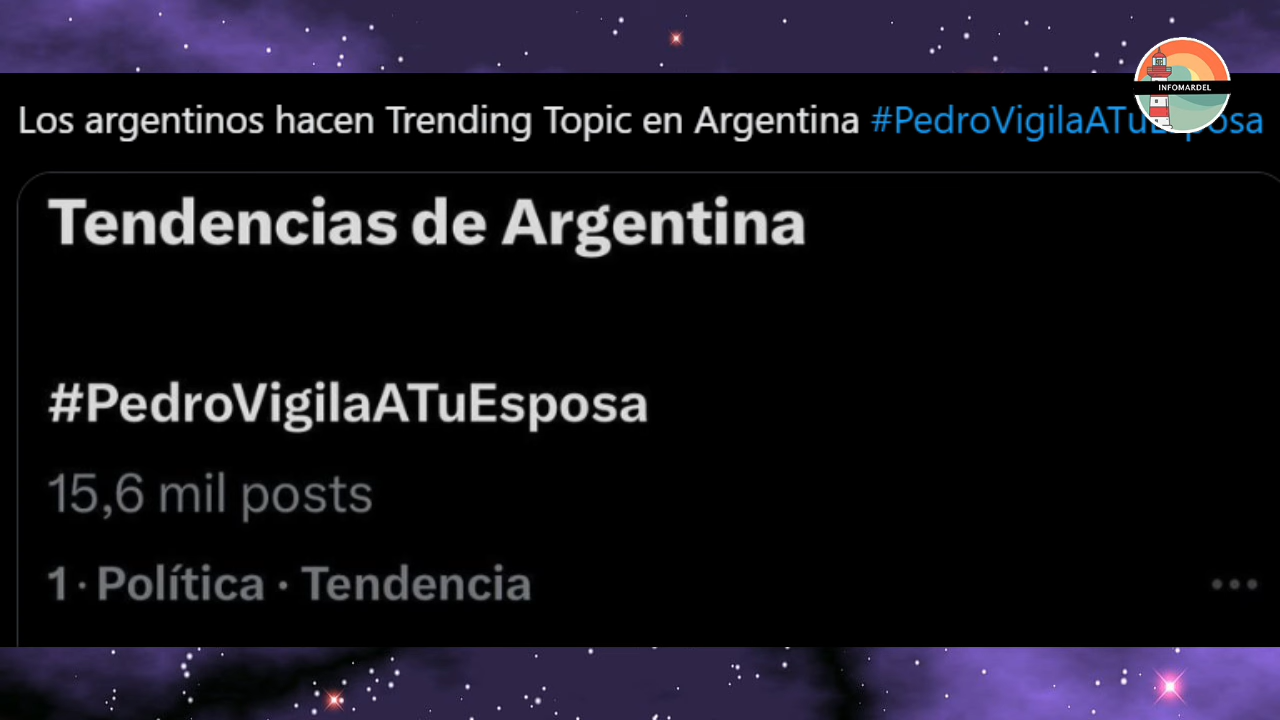 INFOMARDEL
Los argentinos hacen Trending Topic en Argentina #PedroVigilaATuEsposa
Tendencias de Argentina
#PedroVigilaATuEsposa
15,6 mil posts
1 · Política · Tendencia